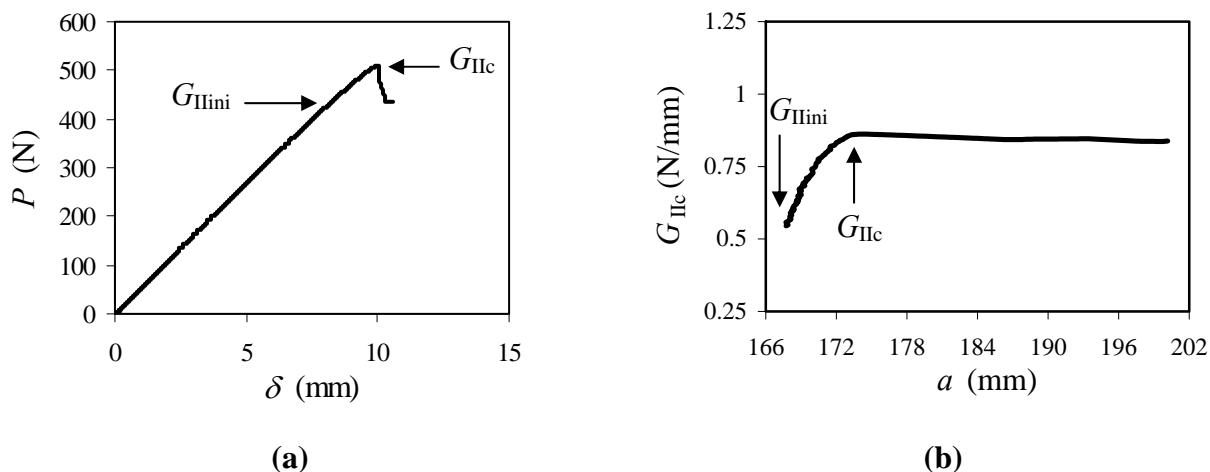 600
500
400
300
200
100
0
P (N)
G_IIini
G_IIc
0 5 10 15
δ (mm)
(a)
1.25
1
0.75
0.5
0.25
G_IIc (N/mm)
G_IIini
G_IIc
166 172 178 184 190 196 202
a (mm)
(b)